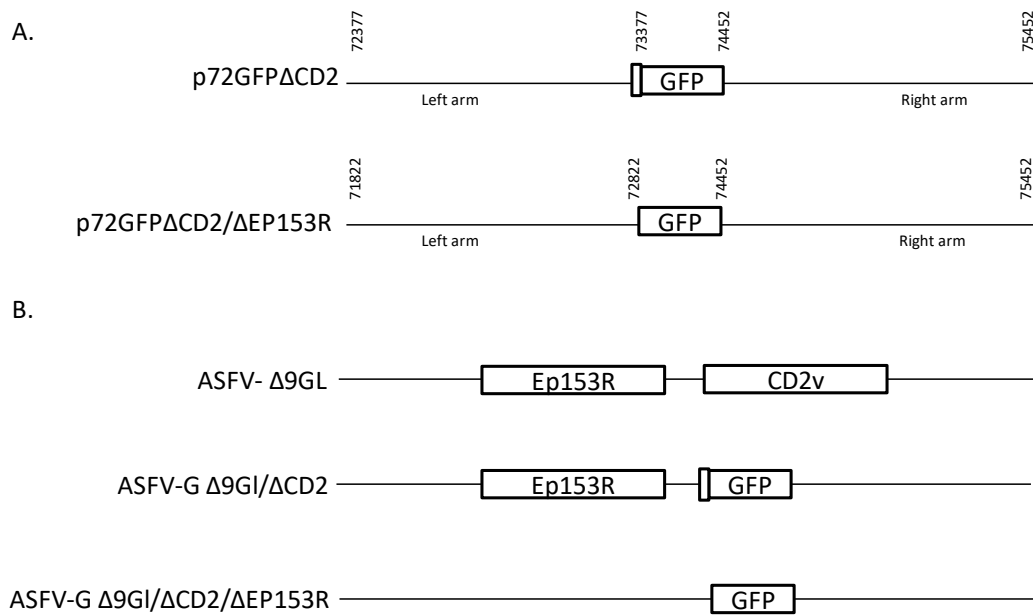 A.
72377 73377 74452 75452
p72GFPΔCD2 GFP
Left arm Right arm
71822 72822 74452 75452
p72GFPΔCD2/ΔEP153R GFP
Left arm Right arm
B.
ASFV- Δ9GL Ep153R CD2v
ASFV-G Δ9Gl/ΔCD2 Ep153R GFP
ASFV-G Δ9Gl/ΔCD2/ΔEP153R GFP